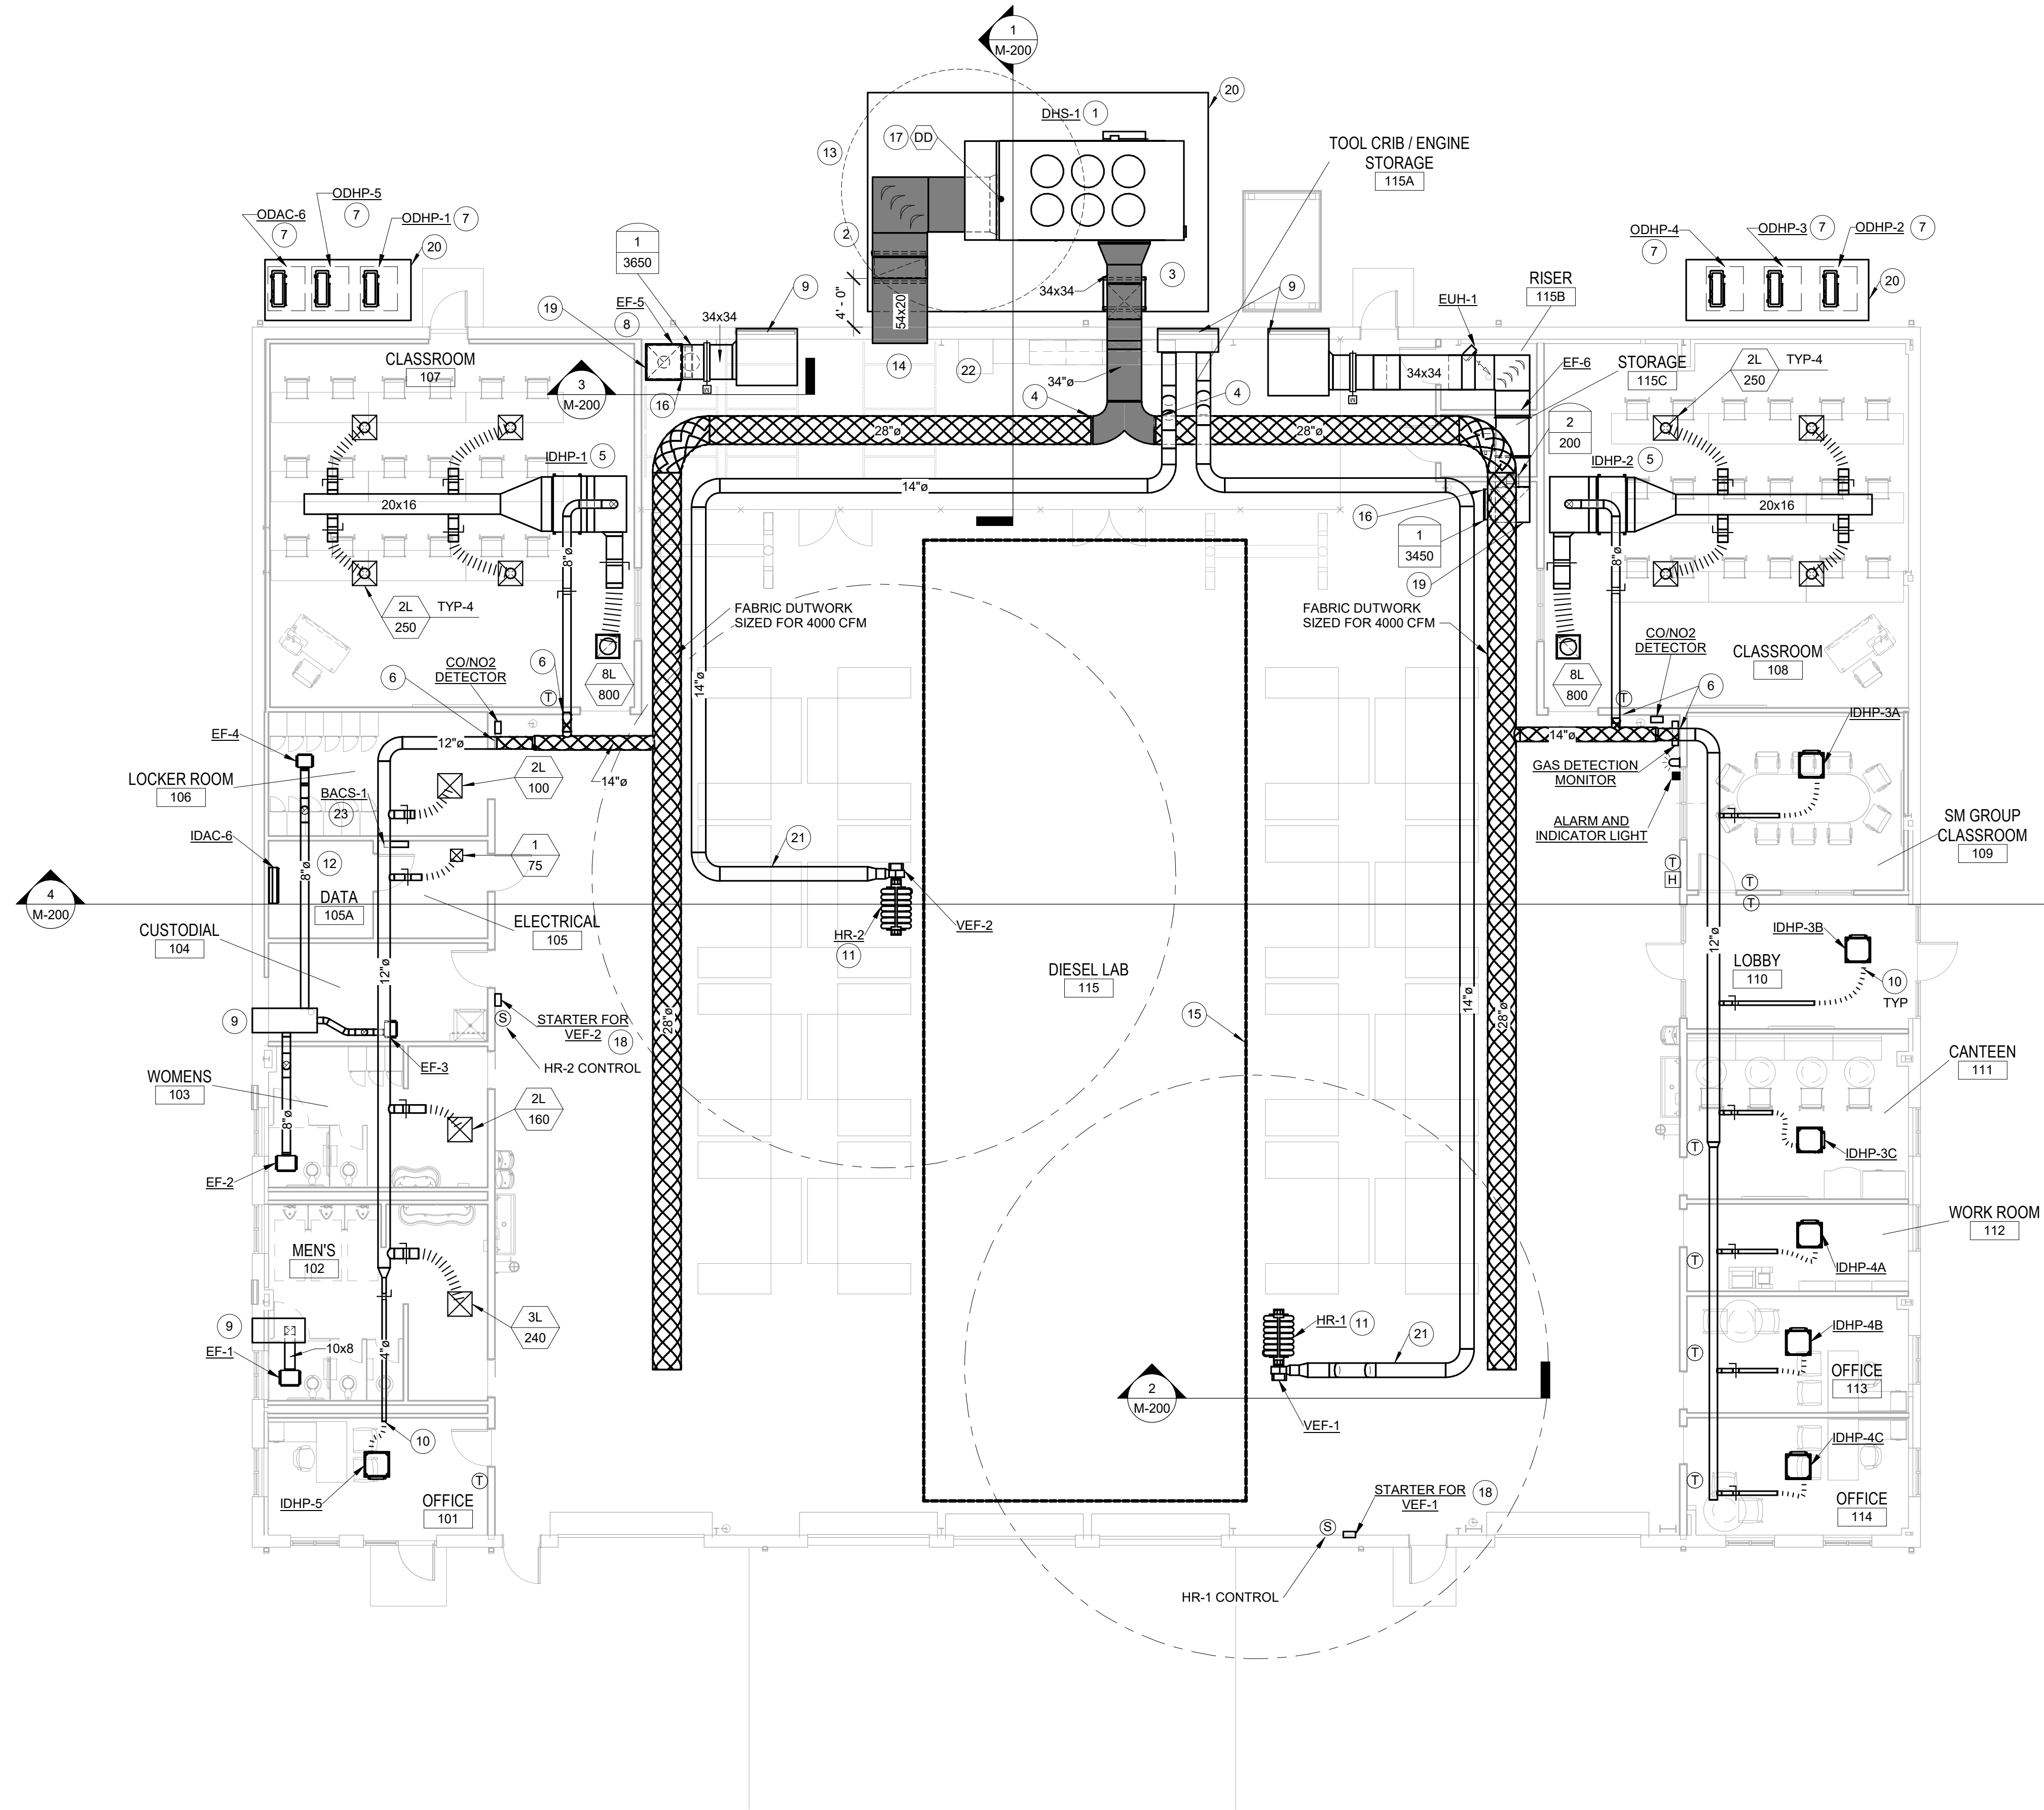 1
M-200
20
DHS-1
1
17
DD
13
TOOL CRIB / ENGINE
STORAGE
115A
ODHP-5
7
ODAC-6
7
ODHP-1
7
20
1
3650
2
3
34x34
4' - 0"
54x20
9
9
EF-5
8
34x34
19
16
14
22
34"ø
4
4
EUH-1
RISER
115B
ODHP-4
7
ODHP-3
7
ODHP-2
7
20
CLASSROOM
107
3
M-200
34x34
EF-6
STORAGE
115C
2L
250
TYP-4
2
200
28"ø
28"ø
IDHP-1
5
IDHP-2
5
20x16
14"ø
20x16
16
1
3450
19
8"ø
8"ø
2L
250
TYP-4
FABRIC DUTWORK
SIZED FOR 4000 CFM
FABRIC DUTWORK
SIZED FOR 4000 CFM
CO/NO2
DETECTOR
6
6
T
8L
800
14"ø
8L
800
CO/NO2
DETECTOR
CLASSROOM
108
T
6
IDHP-3A
EF-4
12"ø
14"ø
14"ø
LOCKER ROOM
106
BACS-1
23
2L
100
GAS DETECTION
MONITOR
ALARM AND
INDICATOR LIGHT
SM GROUP
CLASSROOM
109
IDAC-6
12
8"ø
1
75
21
T
H
T
T
4
M-200
DATA
105A
ELECTRICAL
105
CUSTODIAL
104
HR-2
11
VEF-2
IDHP-3B
LOBBY
110
12"ø
10
TYP
DIESEL LAB
115
12"ø
14"ø
28"ø
28"ø
15
9
S
STARTER FOR
VEF-2
18
HR-2 CONTROL
EF-3
WOMENS
103
8"ø
2L
160
EF-2
CANTEEN
111
T
IDHP-3C
MEN'S
102
WORK ROOM
112
T
IDHP-4A
3L
240
9
EF-1
10x8
4"ø
HR-1
11
21
IDHP-4B
T
OFFICE
113
2
M-200
VEF-1
10
IDHP-5
OFFICE
101
T
IDHP-4C
T
OFFICE
114
STARTER FOR
VEF-1
18
S
HR-1 CONTROL